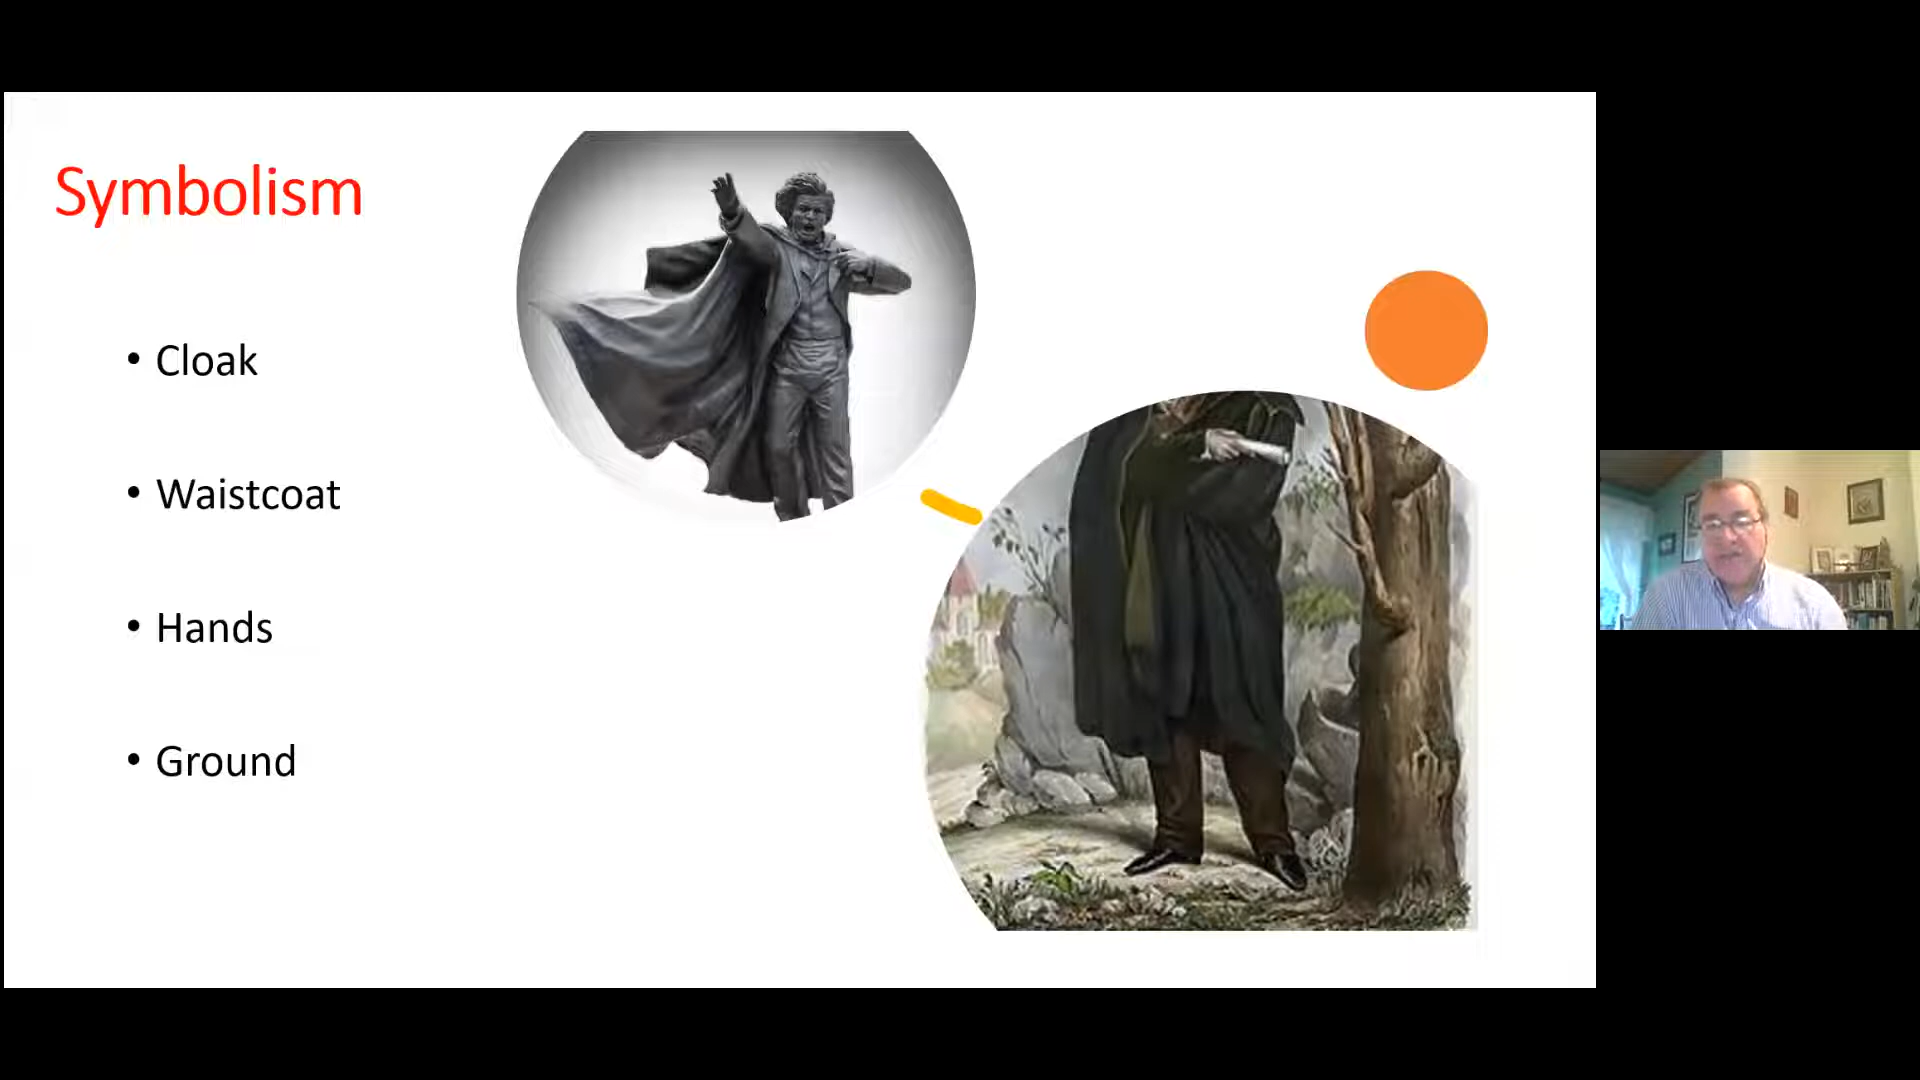 Symbolism
• Cloak
• Waistcoat
• Hands
• Ground